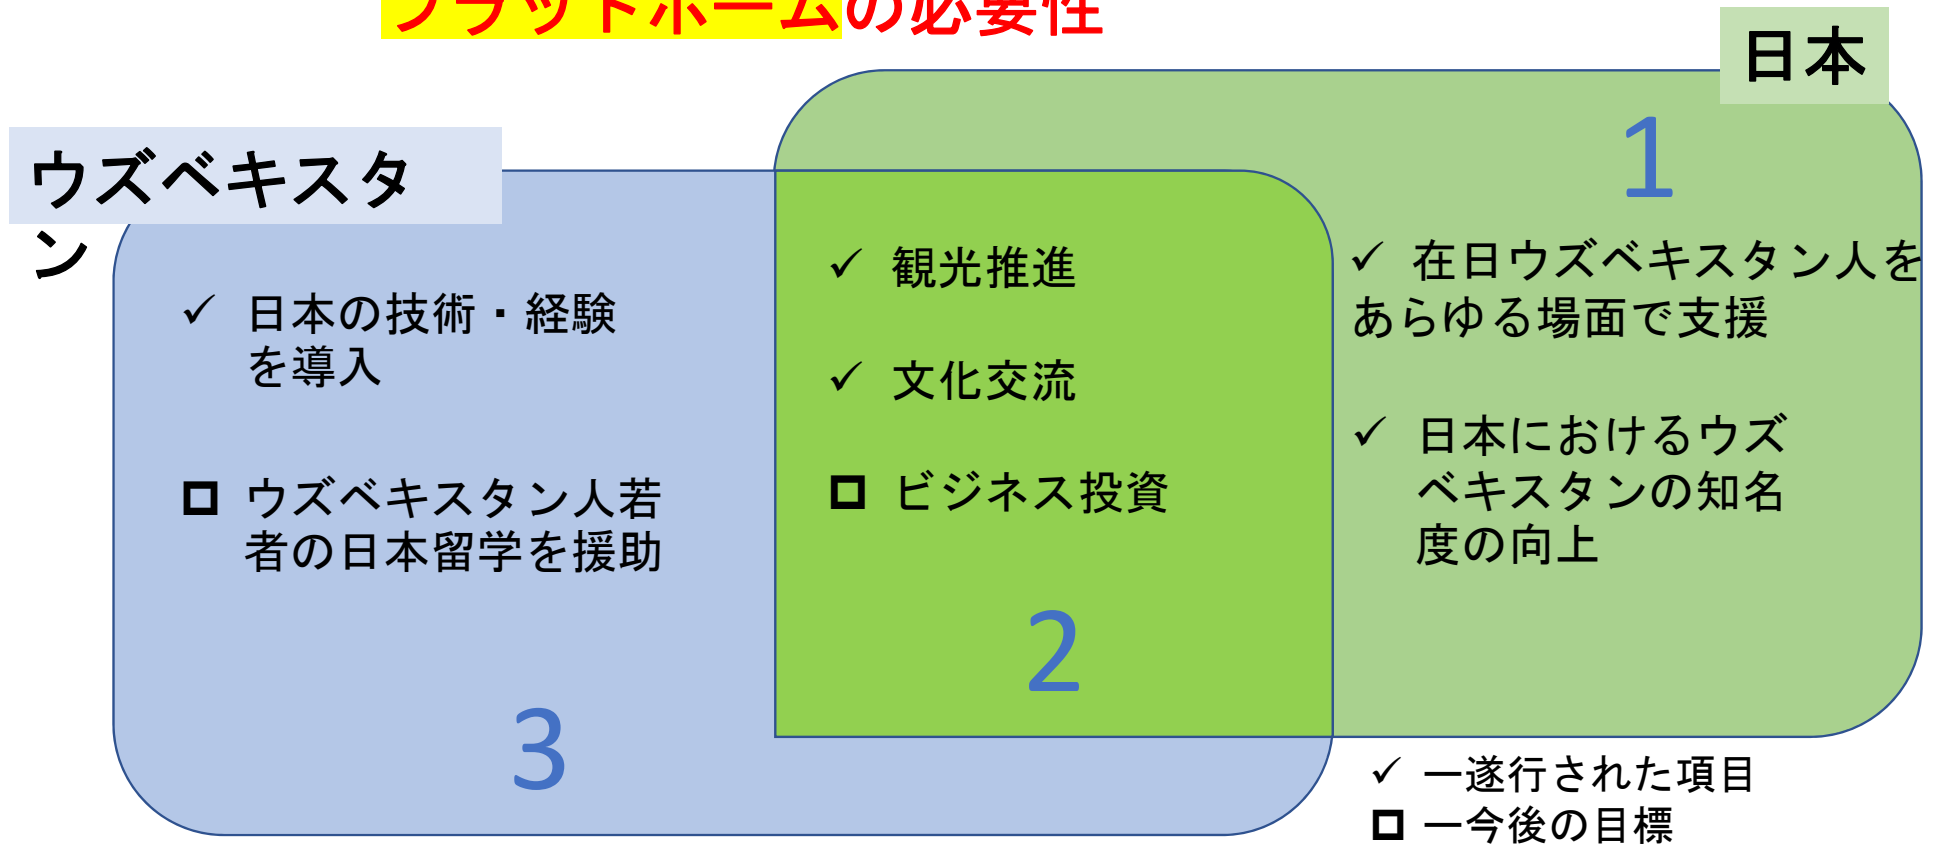 プラットホームの必要性
日本
ウズベキスタ
ン
1
✓ 在日ウズベキスタン人を
あらゆる場面で支援
✓ 日本におけるウズ
ベキスタンの知名
度の向上
✓ 観光推進
✓ 文化交流
□ ビジネス投資
2
✓ 日本の技術・経験
を導入
□ ウズベキスタン人若
者の日本留学を援助
3
✓ ー遂行された項目
□ ー今後の目標